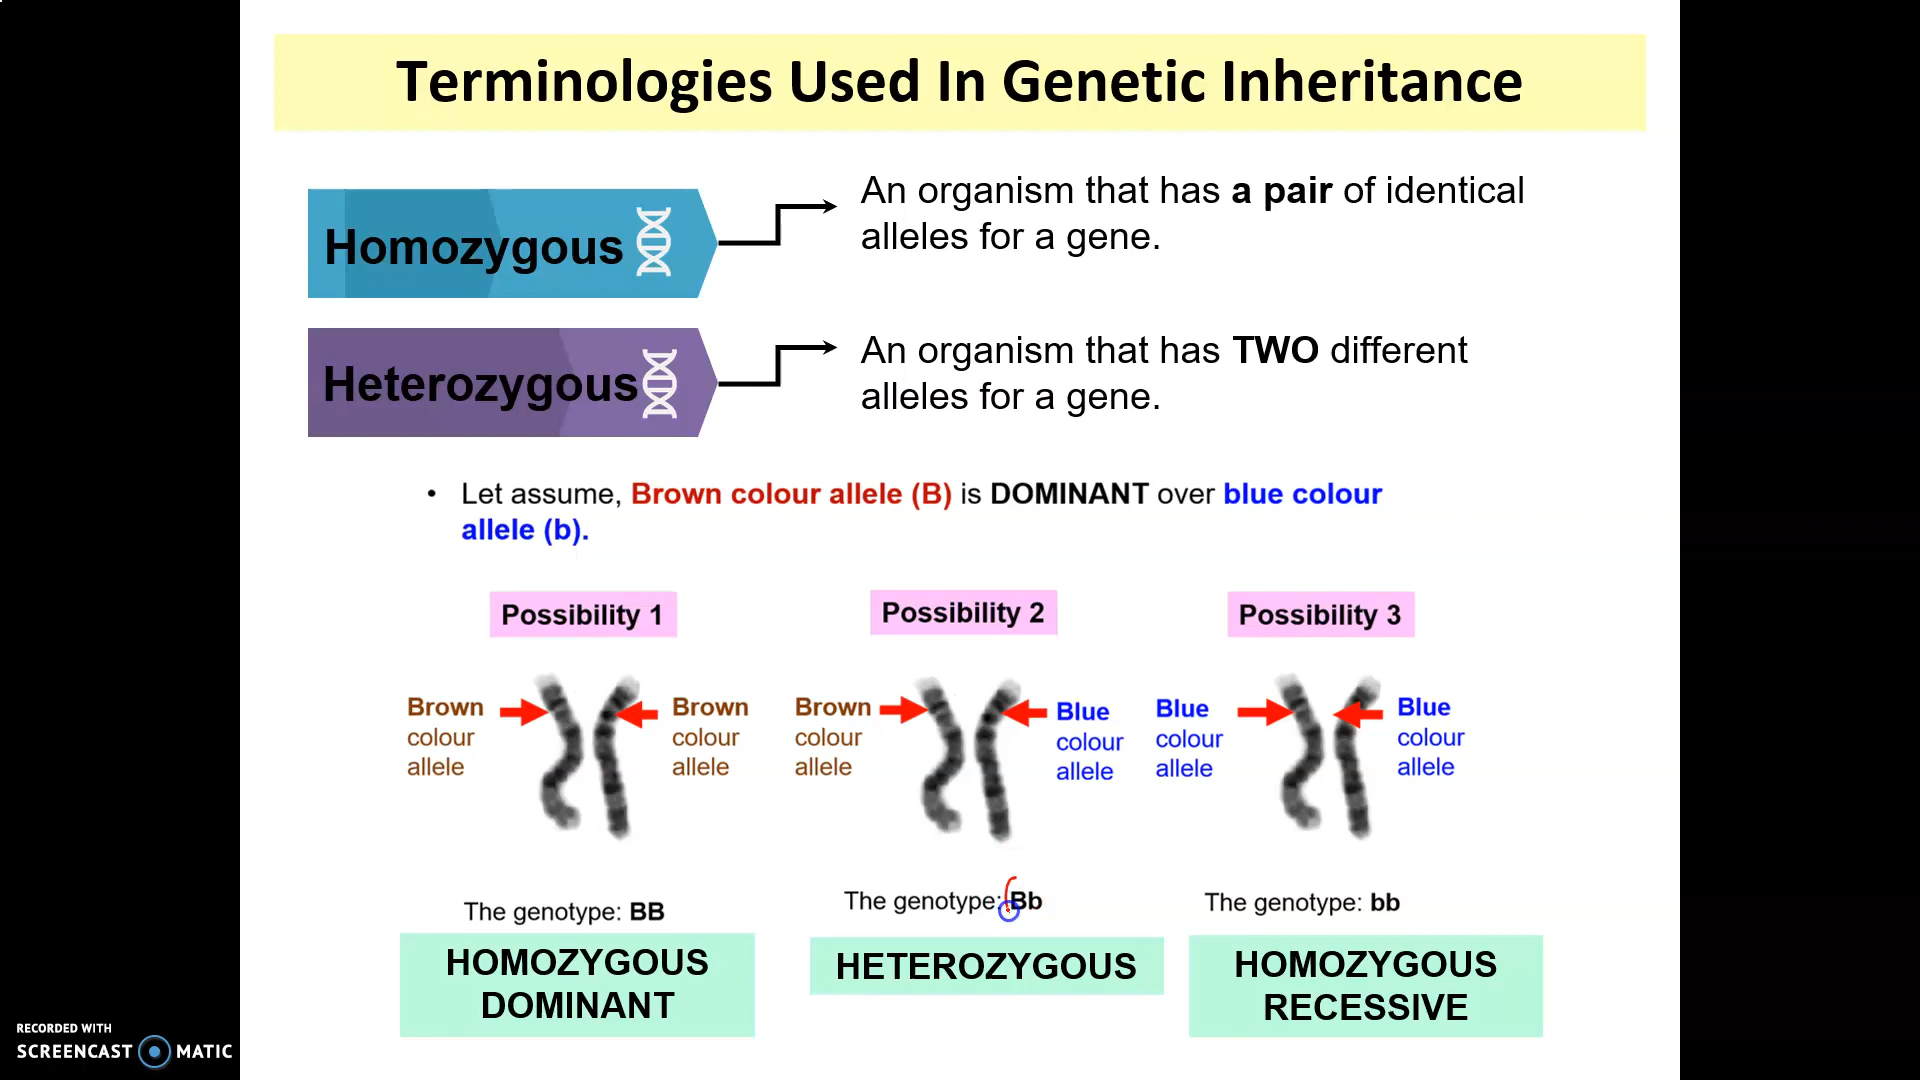 Terminologies Used In Genetic Inheritance
Homozygous
An organism that has a pair of identical
alleles for a gene.
Heterozygous
An organism that has TWO different
alleles for a gene.
• Let assume, Brown colour allele (B) is DOMINANT over blue colour
allele (b).
Possibility 1
Brown
colour
allele
Brown
colour
allele
The genotype: BB
HOMOZYGOUS
DOMINANT
Possibility 2
Brown
colour
allele
Blue
colour
allele
The genotype: Bb
HETEROZYGOUS
Possibility 3
Blue
colour
allele
Blue
colour
allele
The genotype: bb
HOMOZYGOUS
RECESSIVE
RECORDED WITH
SCREENCAST MATIC